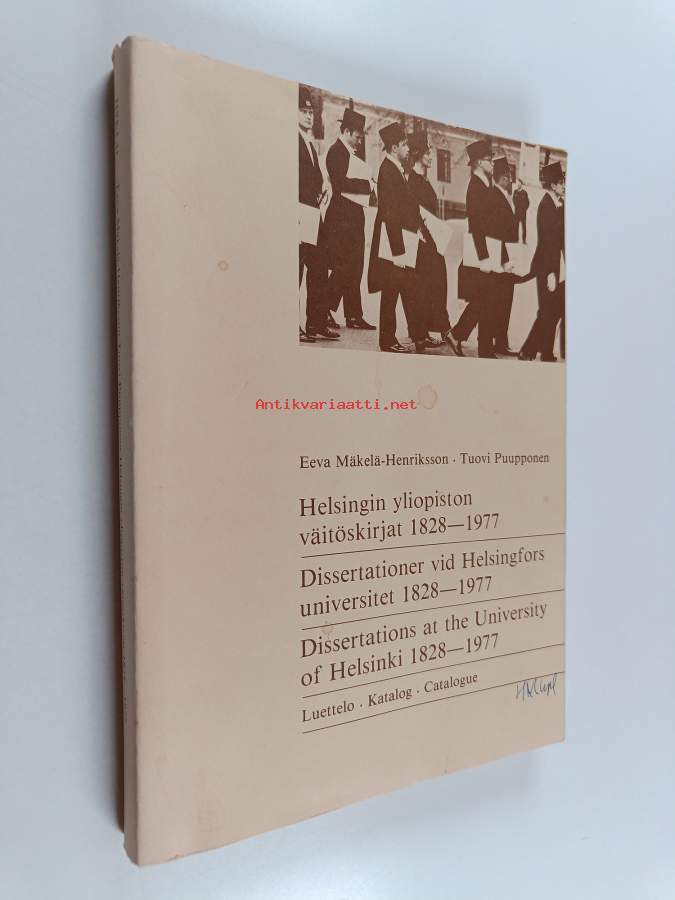 Antikvariaatti.net
Eeva Mäkelä-Henriksson · Tuovi Puupponen
Helsingin yliopiston
väitöskirjat 1828—1977
Dissertationer vid Helsingfors
universitet 1828—1977
Dissertations at the University
of Helsinki 1828—1977
Luettelo · Katalog · Catalogue